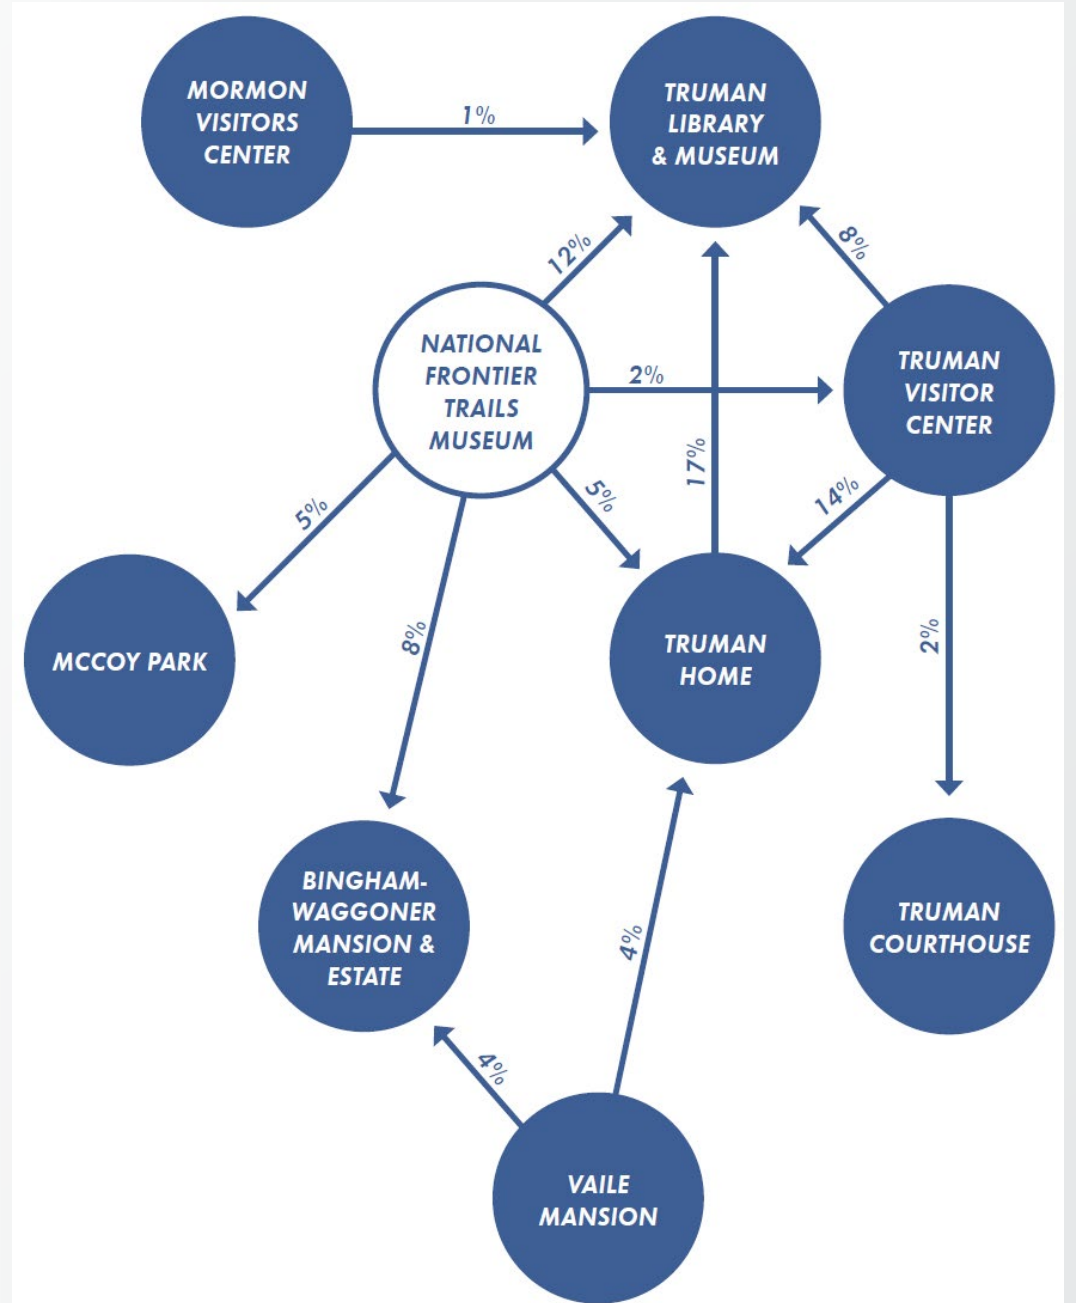 MORMON
VISITORS
CENTER
1%
TRUMAN
LIBRARY
& MUSEUM
12%
8%
NATIONAL
FRONTIER
TRAILS
MUSEUM
2%
TRUMAN
VISITOR
CENTER
17%
5%
5%
14%
MCCOY PARK
8%
TRUMAN
HOME
2%
BINGHAM-
WAGGONER
MANSION &
ESTATE
4%
TRUMAN
COURTHOUSE
4%
VAILE
MANSION